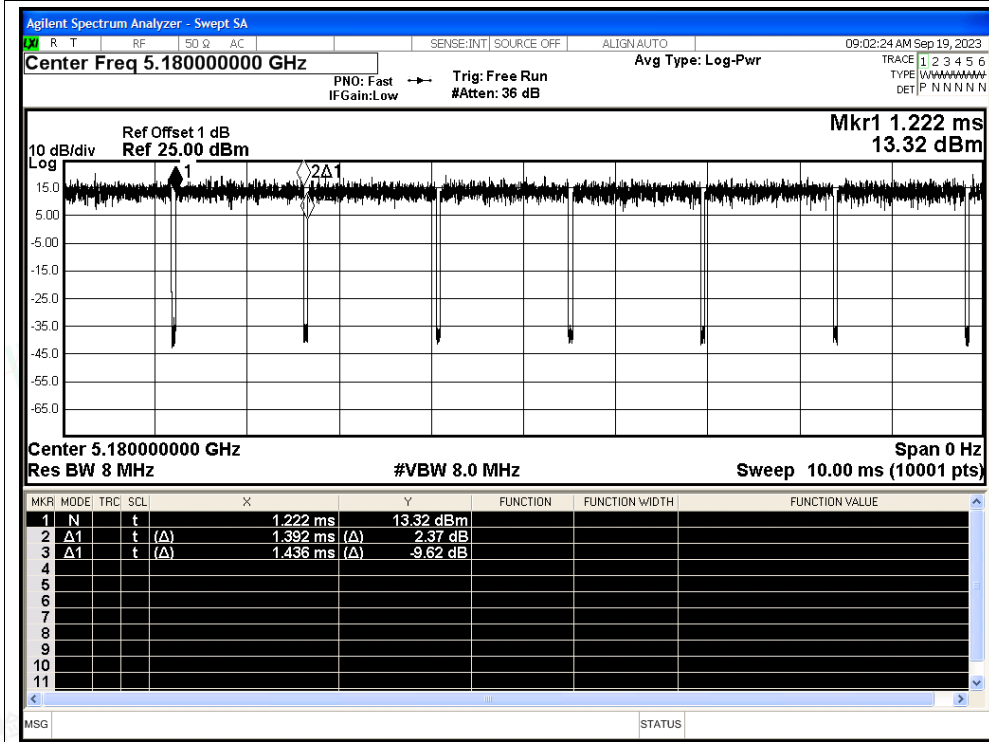 Agilent Spectrum Analyzer - Swept SA
LXI R T RF 50 Ω AC SENSE:INT SOURCE OFF ALIGN AUTO 09:02:24 AM Sep 19, 2023
Center Freq 5.180000000 GHz
Avg Type: Log-Pwr
TRACE 1 2 3 4 5 6
TYPE
DET P N N N N N
PNO: Fast
IFGain:Low
Trig: Free Run
#Atten: 36 dB
Mkr1 1.222 ms
13.32 dBm
Ref Offset 1 dB
10 dB/div Ref 25.00 dBm
Log
1
2Δ1
15.0
5.00
-5.00
-15.0
-25.0
-35.0
-45.0
-55.0
-65.0
Center 5.180000000 GHz Span 0 Hz
Res BW 8 MHz #VBW 8.0 MHz Sweep 10.00 ms (10001 pts)
MKR MODE TRC SCL X Y FUNCTION FUNCTION WIDTH FUNCTION VALUE
1 N t 1.222 ms 13.32 dBm
2 Δ1 t (Δ) 1.392 ms (Δ) 2.37 dB
3 Δ1 t (Δ) 1.436 ms (Δ) -9.62 dB
4
5
6
7
8
9
10
11
MSG STATUS